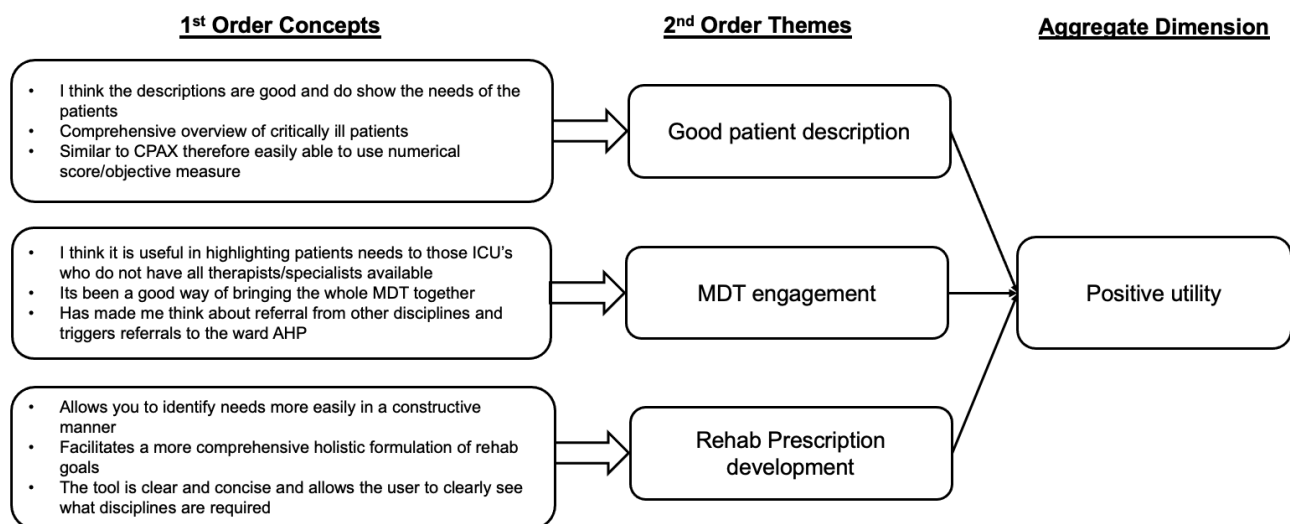 1st Order Concepts
2nd Order Themes
Aggregate Dimension
• I think the descriptions are good and do show the needs of the
patients
• Comprehensive overview of critically ill patients
• Similar to CPAX therefore easily able to use numerical
score/objective measure
Good patient description
• I think it is useful in highlighting patients needs to those ICU's
who do not have all therapists/specialists available
• Its been a good way of bringing the whole MDT together
• Has made me think about referral from other disciplines and
triggers referrals to the ward AHP
MDT engagement
Positive utility
• Allows you to identify needs more easily in a constructive
manner
• Facilitates a more comprehensive holistic formulation of rehab
goals
• The tool is clear and concise and allows the user to clearly see
what disciplines are required
Rehab Prescription
development